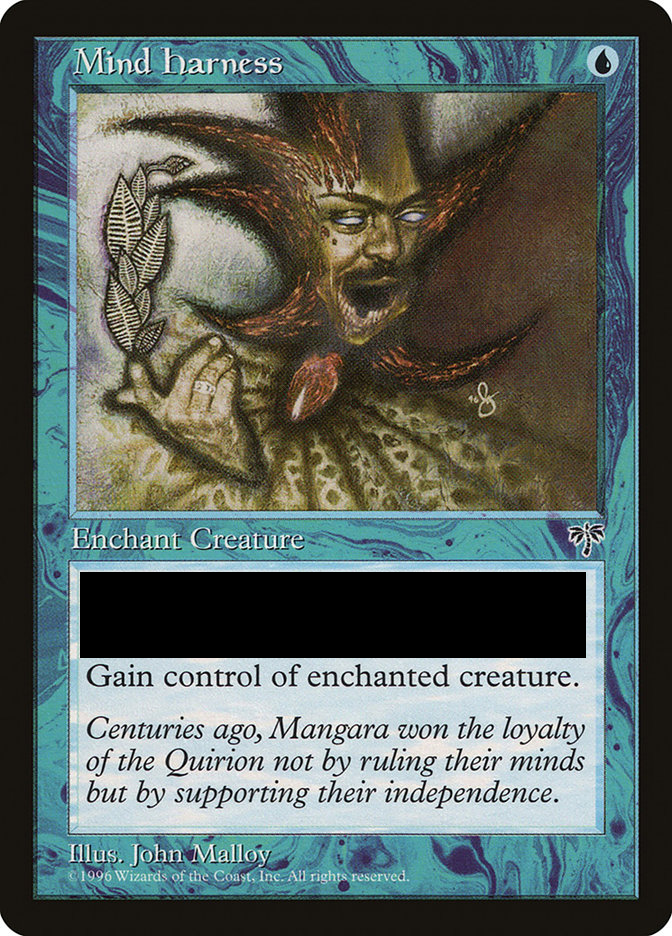 Mind Harness
Enchant Creature
Gain control of enchanted creature.
Centuries ago, Mangara won the loyalty
of the Quirion not by ruling their minds
but by supporting their independence.
Illus. John Malloy
© 1996 Wizards of the Coast, Inc. All rights reserved.